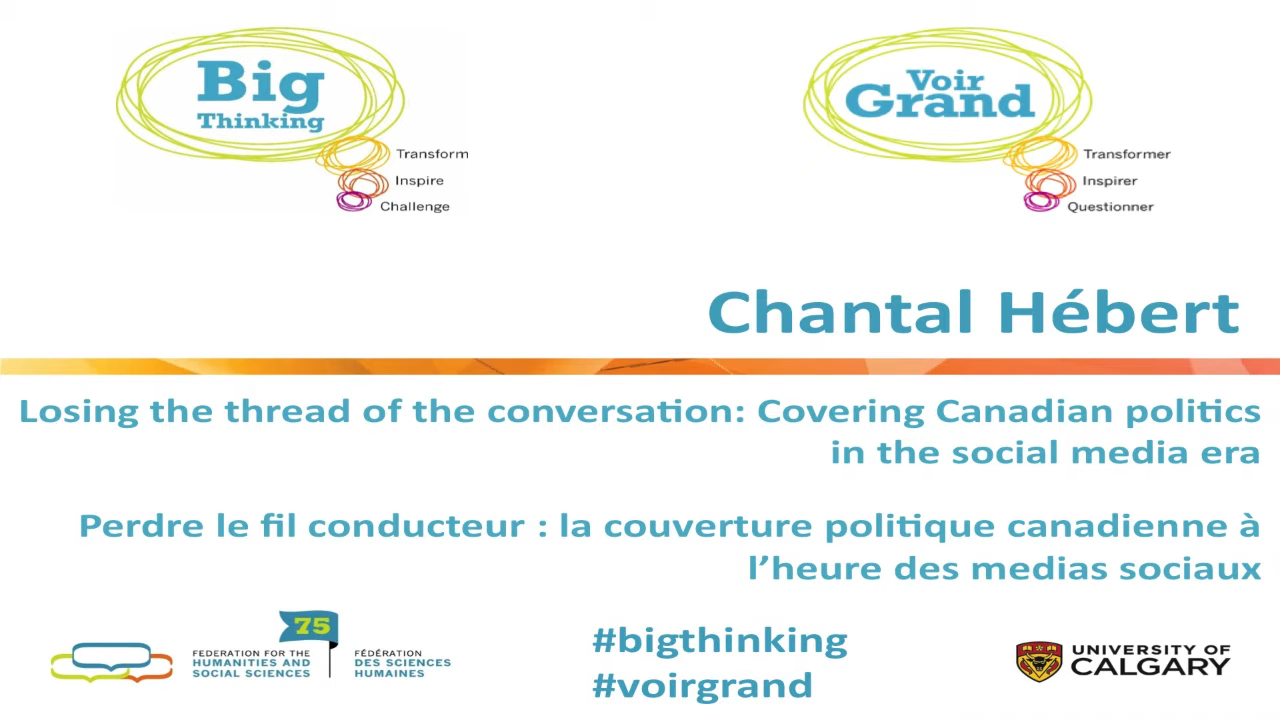 Big
Thinking
Transform
Inspire
Challenge
Voir
Grand
Transformer
Inspirer
Questionner
Chantal Hébert
Losing the thread of the conversation: Covering Canadian politics
in the social media era
Perdre le fil conducteur : la couverture politique canadienne à
l’heure des medias sociaux
75
FEDERATION FOR THE
HUMANITIES AND
SOCIAL SCIENCES
FÉDÉRATION
DES SCIENCES
HUMAINES
#bigthinking
#voirgrand
UNIVERSITY OF
CALGARY